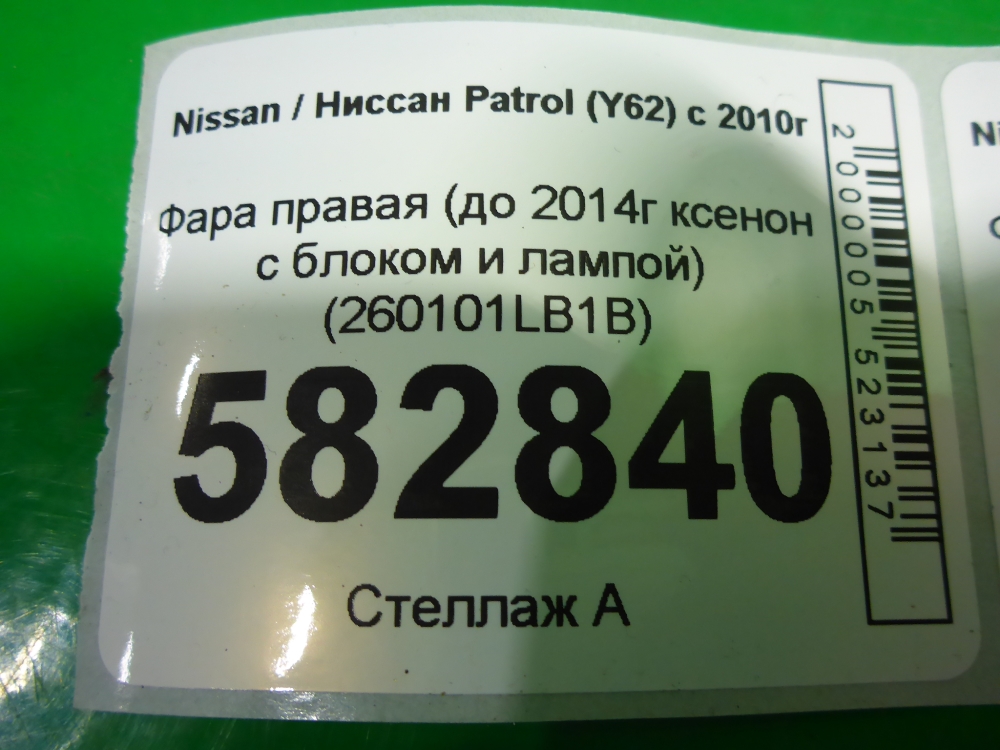 Nissan / Ниссан Patrol (Y62) с 2010г
Фара правая (до 2014г ксенон
с блоком и лампой)
(260101LB1B)
582840
Стеллаж А
2000005523137